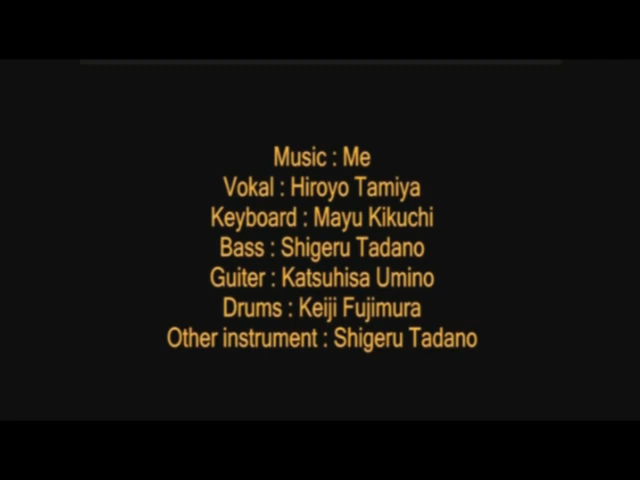 Music : Me
Vokal : Hiroyo Tamiya
Keyboard : Mayu Kikuchi
Bass : Shigeru Tadano
Guiter : Katsuhisa Umino
Drums : Keiji Fujimura
Other instrument : Shigeru Tadano